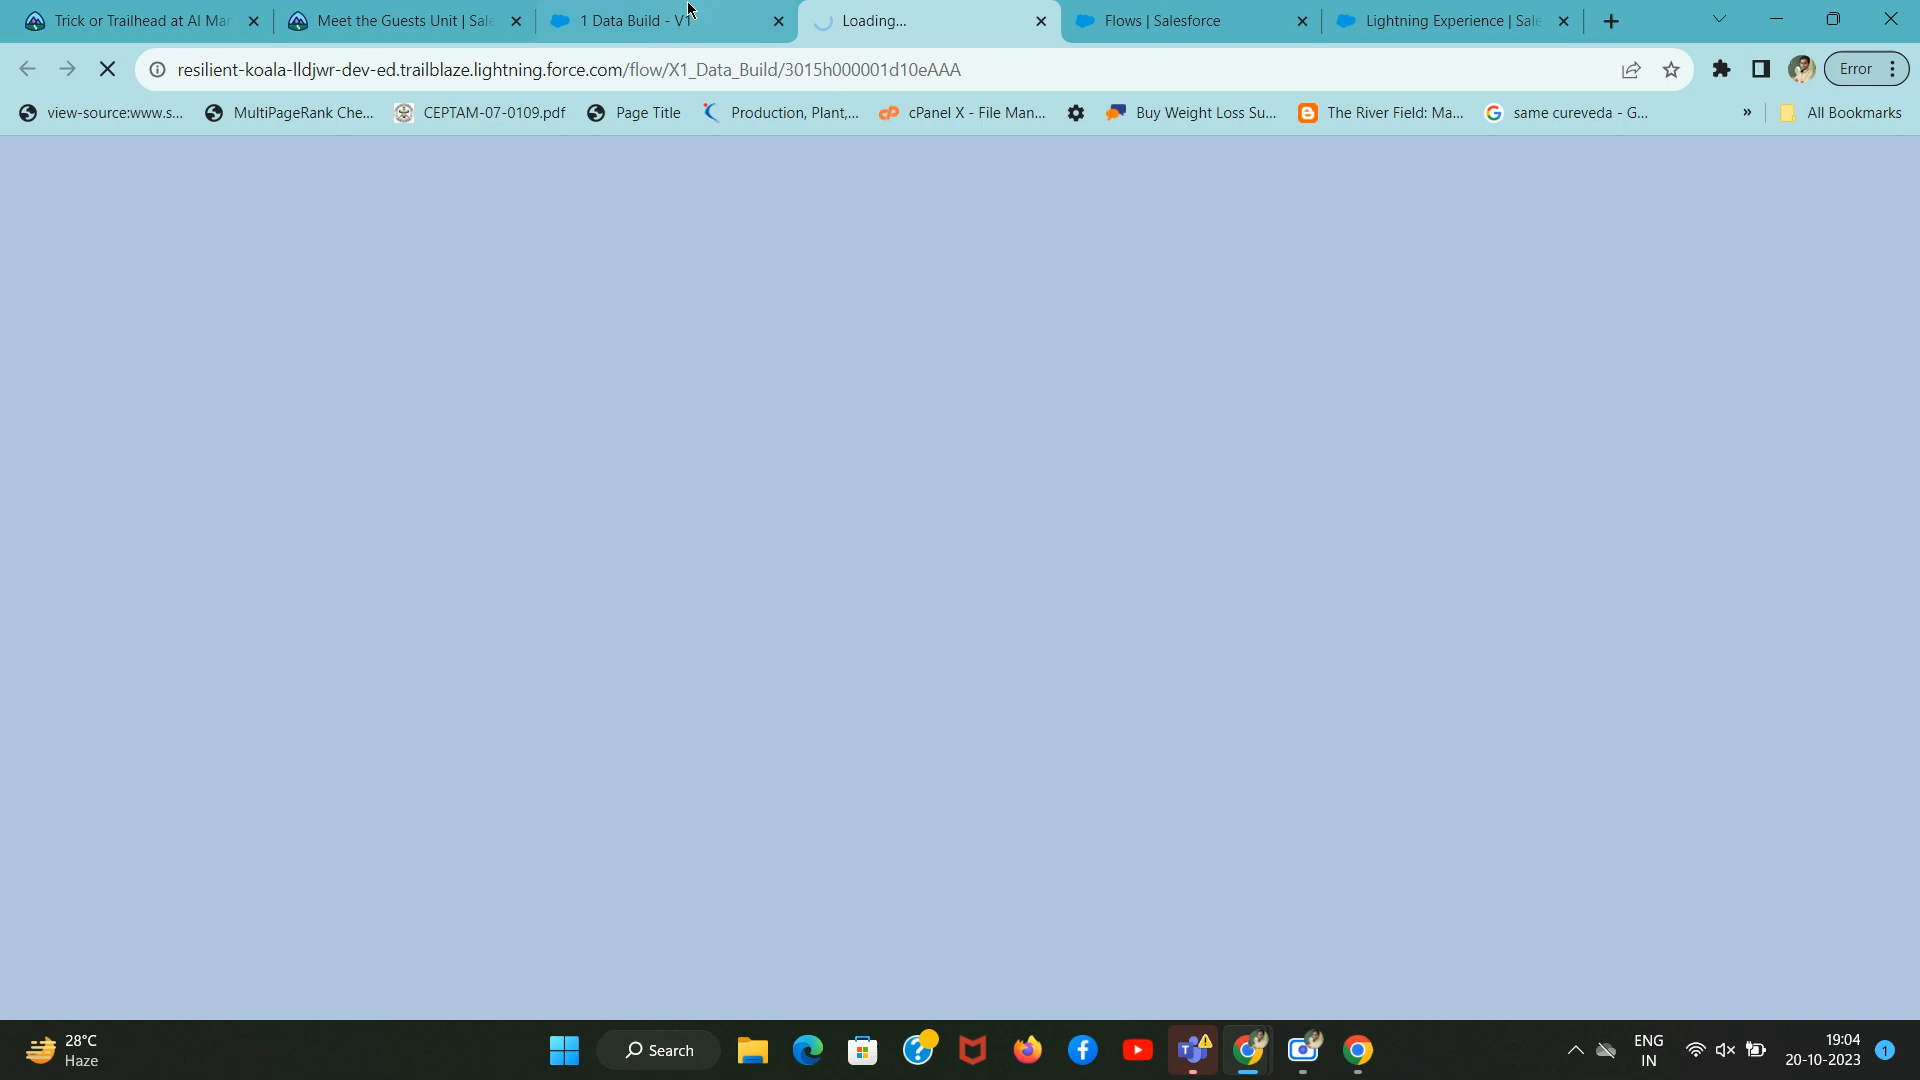 Trick or Trailhead at AI Mar
Meet the Guests Unit | Sale
1 Data Build - V1
Loading...
Flows | Salesforce
Lightning Experience | Sale
resilient-koala-lldjwr-dev-ed.trailblaze.lightning.force.com/flow/X1_Data_Build/3015h000001d10eAAA
Error
view-source:www.s...
MultiPageRank Che...
CEPTAM-07-0109.pdf
Page Title
Production, Plant,...
cPanel X - File Man...
Buy Weight Loss Su...
The River Field: Ma...
same cureveda - G...
»
All Bookmarks
28°C
Haze
Search
ENG
IN
19:04
20-10-2023
1